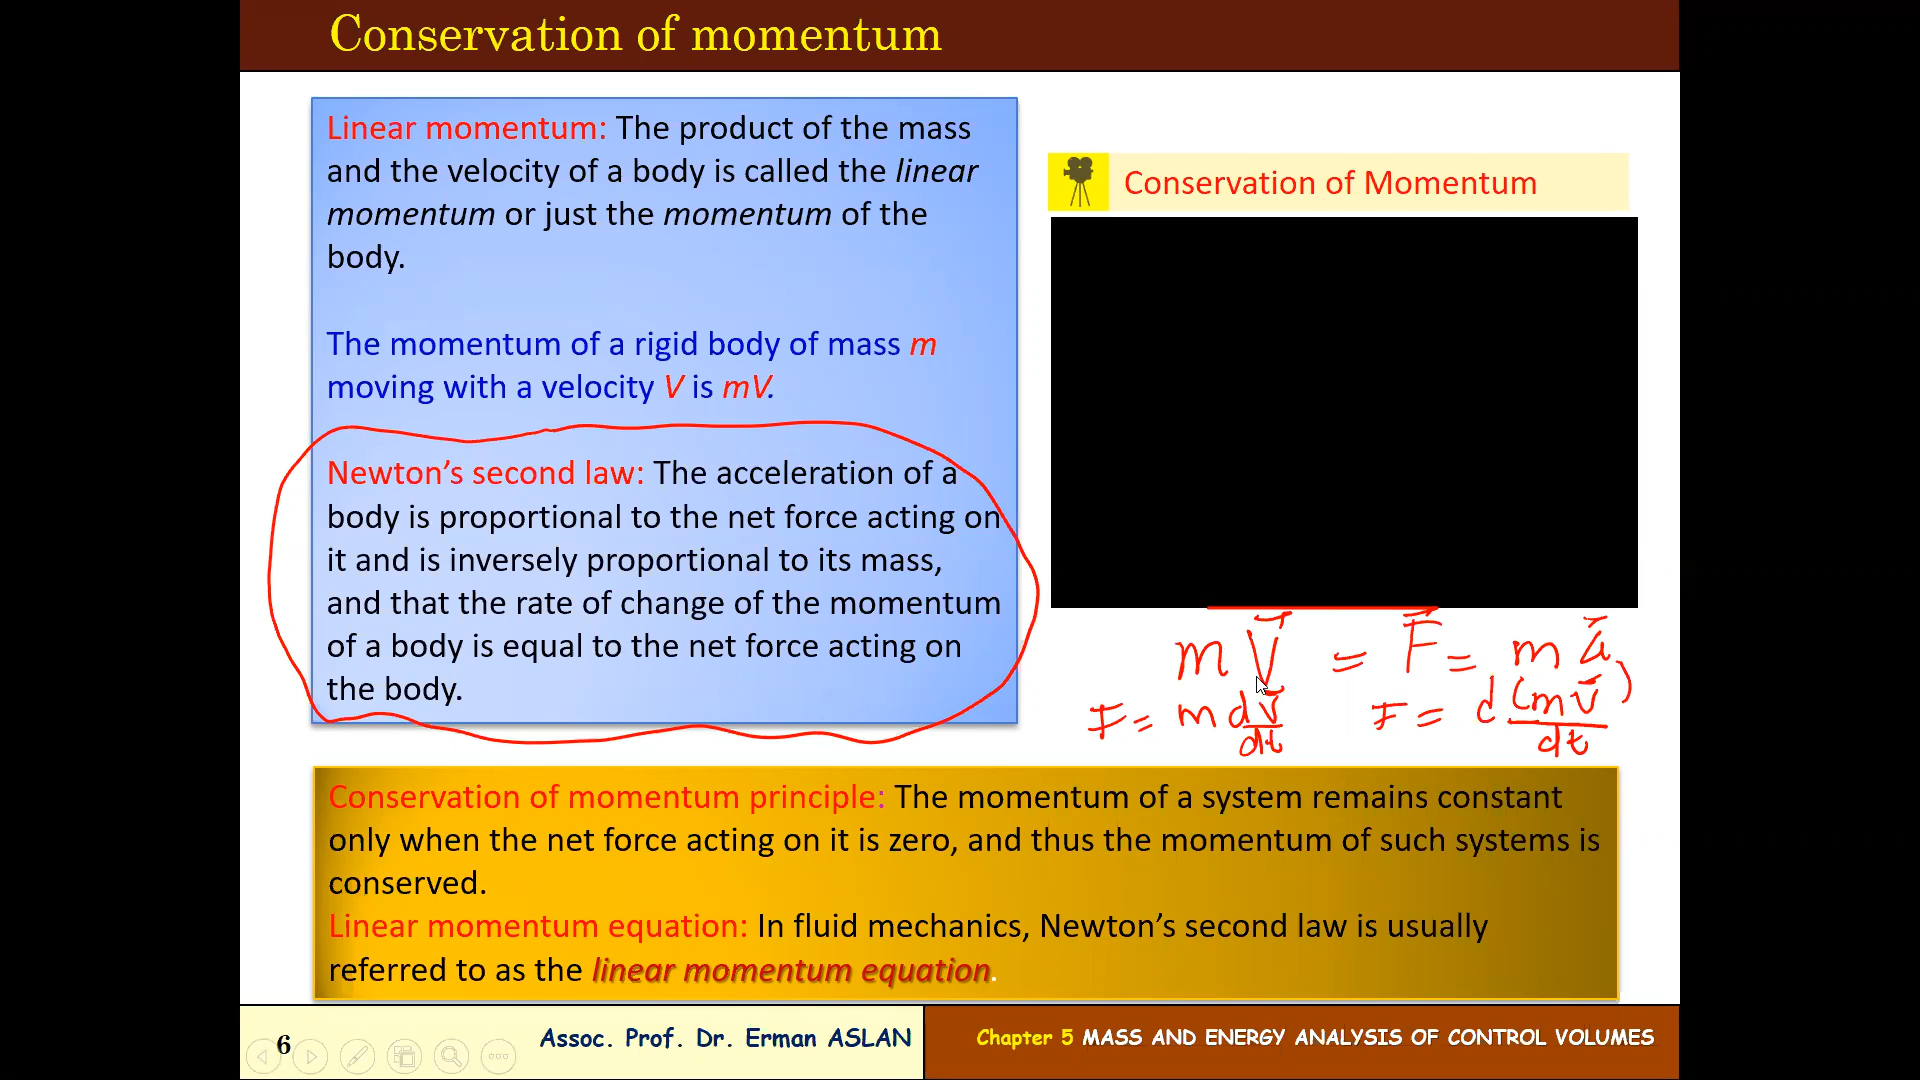 Conservation of momentum
Linear momentum: The product of the mass
and the velocity of a body is called the linear
momentum or just the momentum of the
body.
The momentum of a rigid body of mass m
moving with a velocity V is mV.
Newton's second law: The acceleration of a
body is proportional to the net force acting on
it and is inversely proportional to its mass,
and that the rate of change of the momentum
of a body is equal to the net force acting on
the body.
Conservation of Momentum
m V⃗ = F⃗ = m a⃗
F = m dV⃗/dt F = d(mV⃗)/dt
Conservation of momentum principle: The momentum of a system remains constant
only when the net force acting on it is zero, and thus the momentum of such systems is
conserved.
Linear momentum equation: In fluid mechanics, Newton's second law is usually
referred to as the linear momentum equation.
6
Assoc. Prof. Dr. Erman ASLAN
Chapter 5 MASS AND ENERGY ANALYSIS OF CONTROL VOLUMES